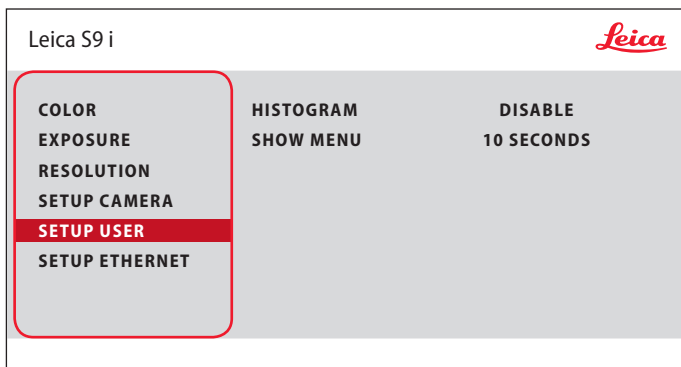 Leica S9 i
Leica
COLOR HISTOGRAM DISABLE
EXPOSURE SHOW MENU 10 SECONDS
RESOLUTION
SETUP CAMERA
SETUP USER
SETUP ETHERNET